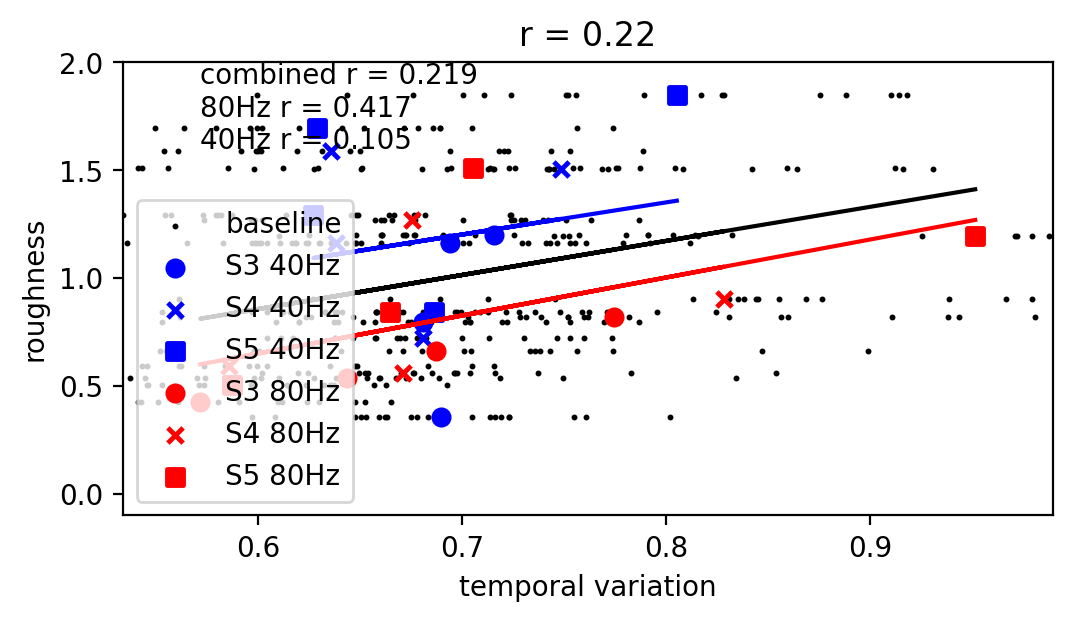 r = 0.22
combined r = 0.219
80Hz r = 0.417
40Hz r = 0.105
2.0
1.5
1.0
0.5
0.0
roughness
baseline
S3 40Hz
S4 40Hz
S5 40Hz
S3 80Hz
S4 80Hz
S5 80Hz
0.6 0.7 0.8 0.9
temporal variation